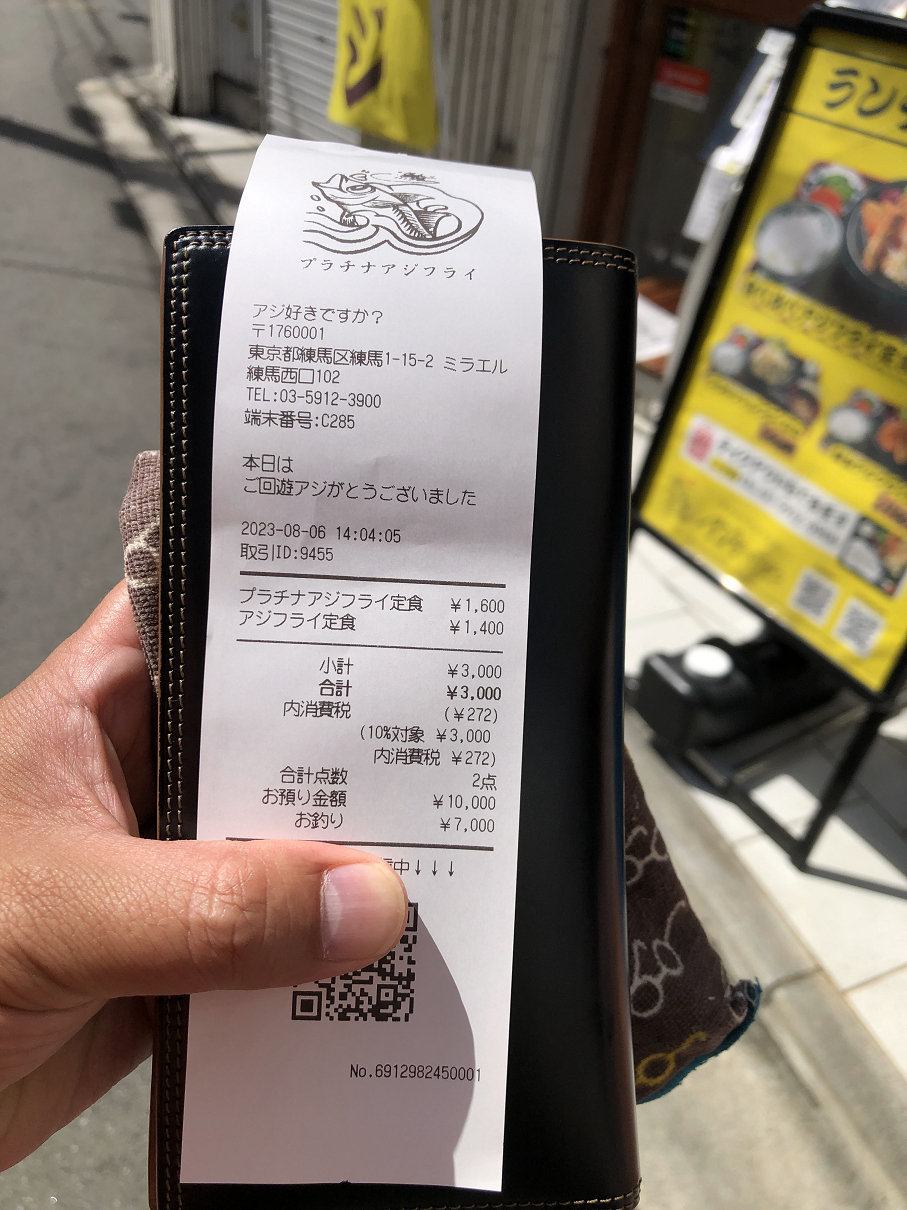 ジ
ランチ
プラチナアジフライ
アジ好きですか?
〒1760001
東京都練馬区練馬1-15-2 ミラエル
練馬西口102
TEL:03-5912-3900
端末番号:C285
本日は
ご回遊アジがとうございました
2023-08-06 14:04:05
取引ID:9455
プラチナアジフライ定食 ¥1,600
アジフライ定食 ¥1,400
小計 ¥3,000
合計 ¥3,000
内消費税 (¥272)
(10%対象 ¥3,000
内消費税 ¥272)
合計点数 2点
お預り金額 ¥10,000
お釣り ¥7,000
中↓↓↓
No.6912982450001